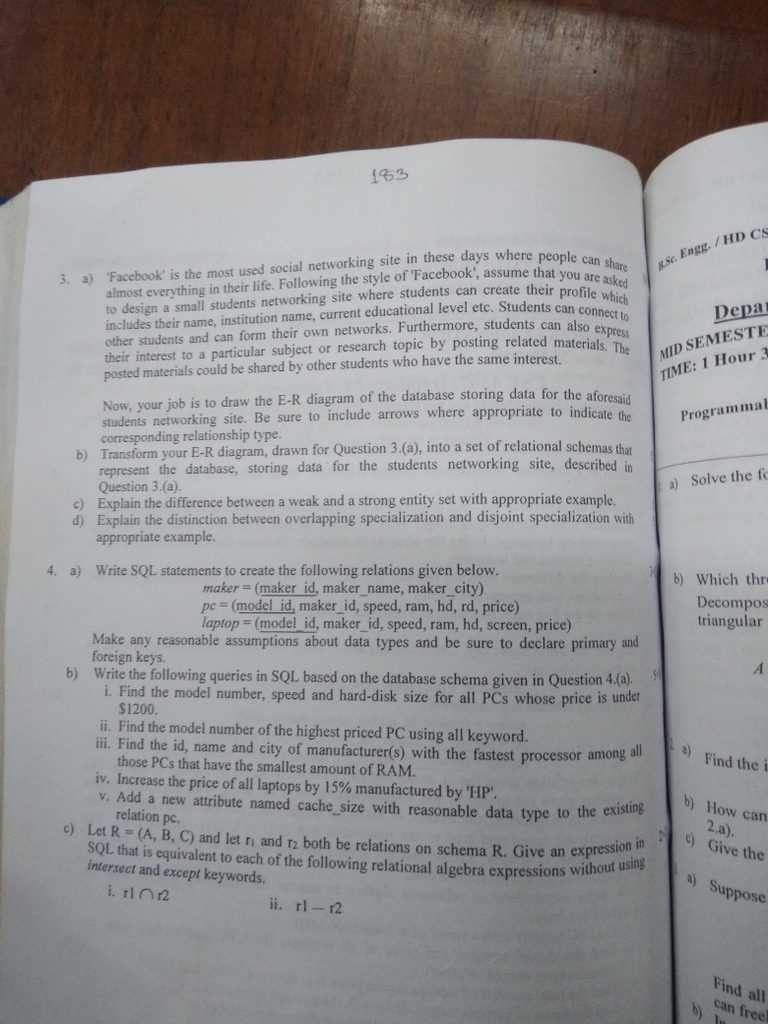 183
3. a) 'Facebook' is the most used social networking site in these days where people can share
almost everything in their life. Following the style of 'Facebook', assume that you are asked
to design a small students networking site where students can create their profile which
includes their name, institution name, current educational level etc. Students can connect to
other students and can form their own networks. Furthermore, students can also express
their interest to a particular subject or research topic by posting related materials. The
posted materials could be shared by other students who have the same interest.
Now, your job is to draw the E-R diagram of the database storing data for the aforesaid
students networking site. Be sure to include arrows where appropriate to indicate the
corresponding relationship type.
b) Transform your E-R diagram, drawn for Question 3.(a), into a set of relational schemas that
represent the database, storing data for the students networking site, described in
Question 3.(a).
c) Explain the difference between a weak and a strong entity set with appropriate example.
d) Explain the distinction between overlapping specialization and disjoint specialization with
appropriate example.
4. a) Write SQL statements to create the following relations given below.
maker = (maker_id, maker_name, maker_city)
pc = (model_id, maker_id, speed, ram, hd, rd, price)
laptop = (model_id, maker_id, speed, ram, hd, screen, price)
Make any reasonable assumptions about data types and be sure to declare primary and
foreign keys.
b) Write the following queries in SQL based on the database schema given in Question 4.(a).
i. Find the model number, speed and hard-disk size for all PCs whose price is under
$1200.
ii. Find the model number of the highest priced PC using all keyword.
iii. Find the id, name and city of manufacturer(s) with the fastest processor among all
those PCs that have the smallest amount of RAM.
iv. Increase the price of all laptops by 15% manufactured by 'HP'.
v. Add a new attribute named cache_size with reasonable data type to the existing
relation pc.
c) Let R = (A, B, C) and let r1 and r2 both be relations on schema R. Give an expression in
SQL that is equivalent to each of the following relational algebra expressions without using
intersect and except keywords.
i. r1 ∩ r2 ii. r1 — r2
B.Sc. Engg. / HD CS
Depar
MID SEMESTE
TIME: 1 Hour 3
Programmal
a) Solve the fo
b) Which thr
Decompos
triangular
A
a) Find the i
b) How can
2.a).
c) Give the
a) Suppose
Find all
can free
b)